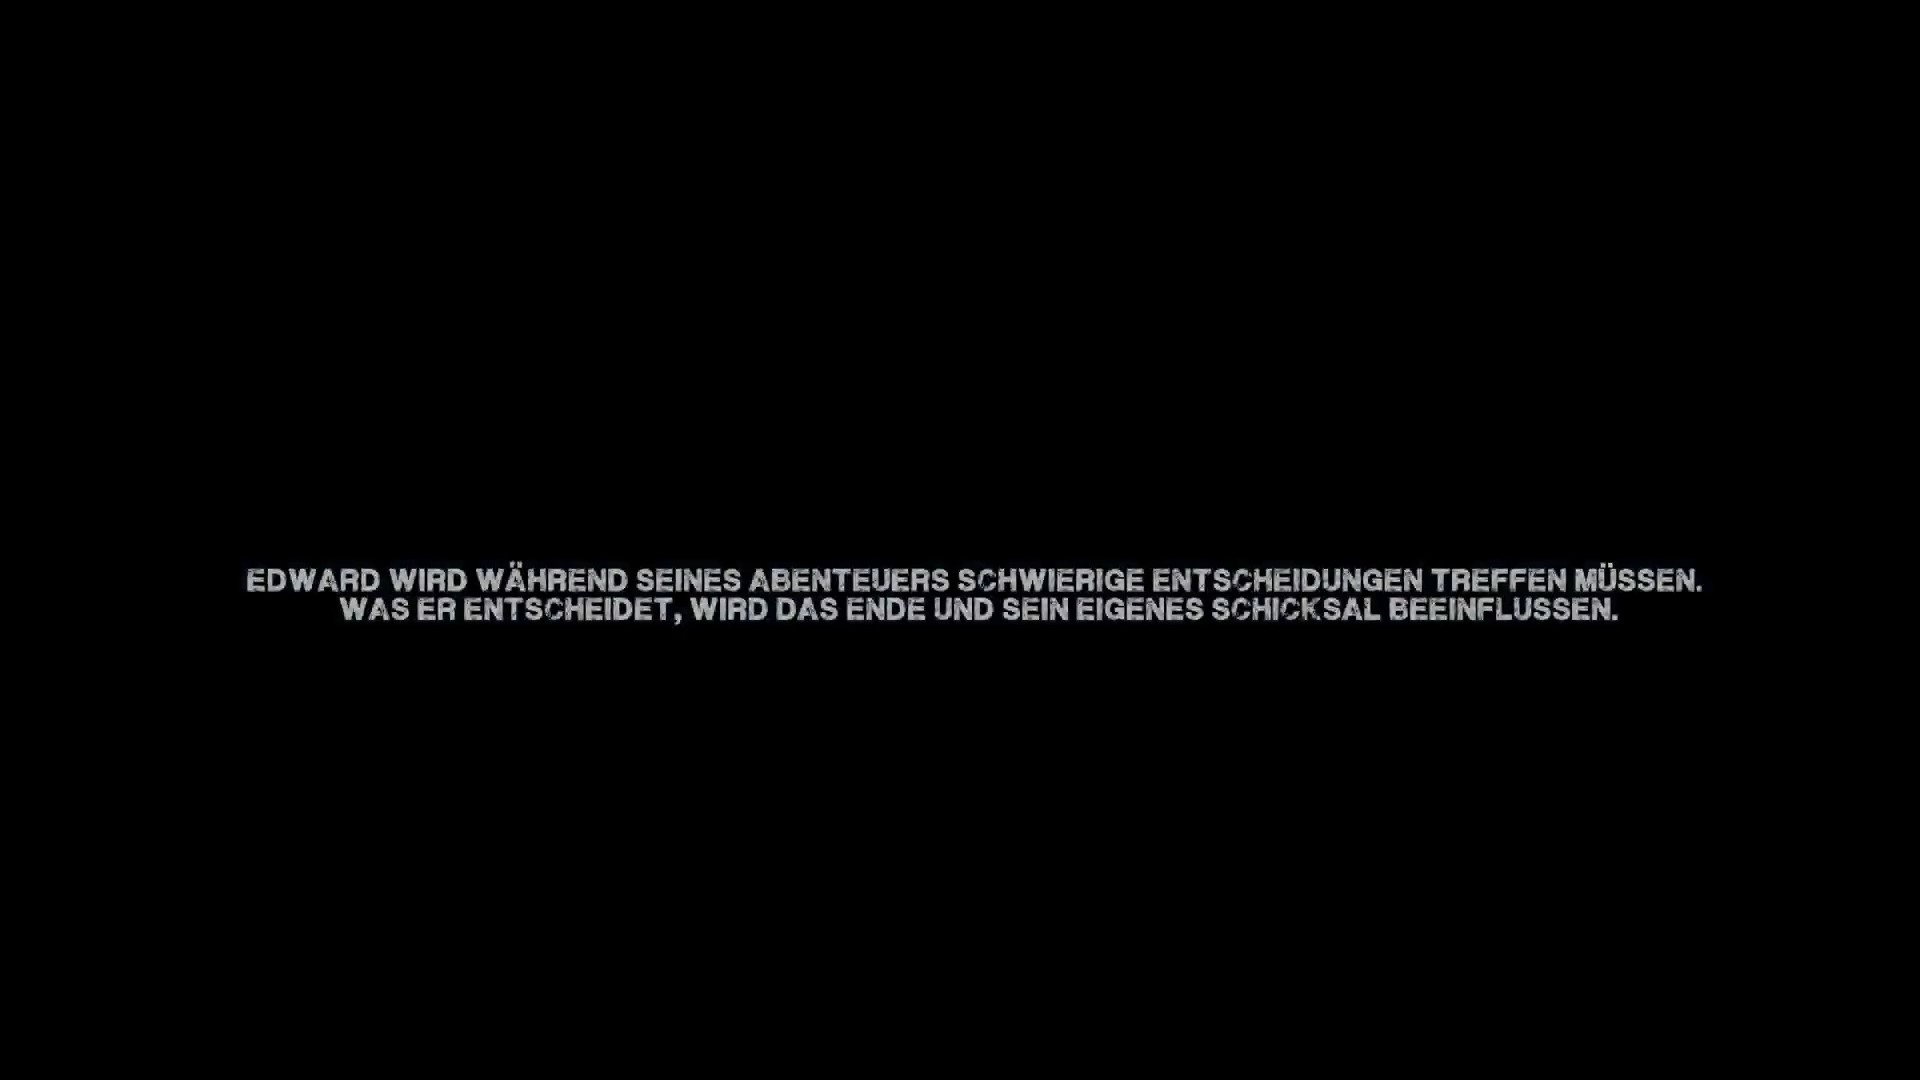 EDWARD WIRD WÄHREND SEINES ABENTEUERS SCHWIERIGE ENTSCHEIDUNGEN TREFFEN MÜSSEN.
WAS ER ENTSCHEIDET, WIRD DAS ENDE UND SEIN EIGENES SCHICKSAL BEEINFLUSSEN.